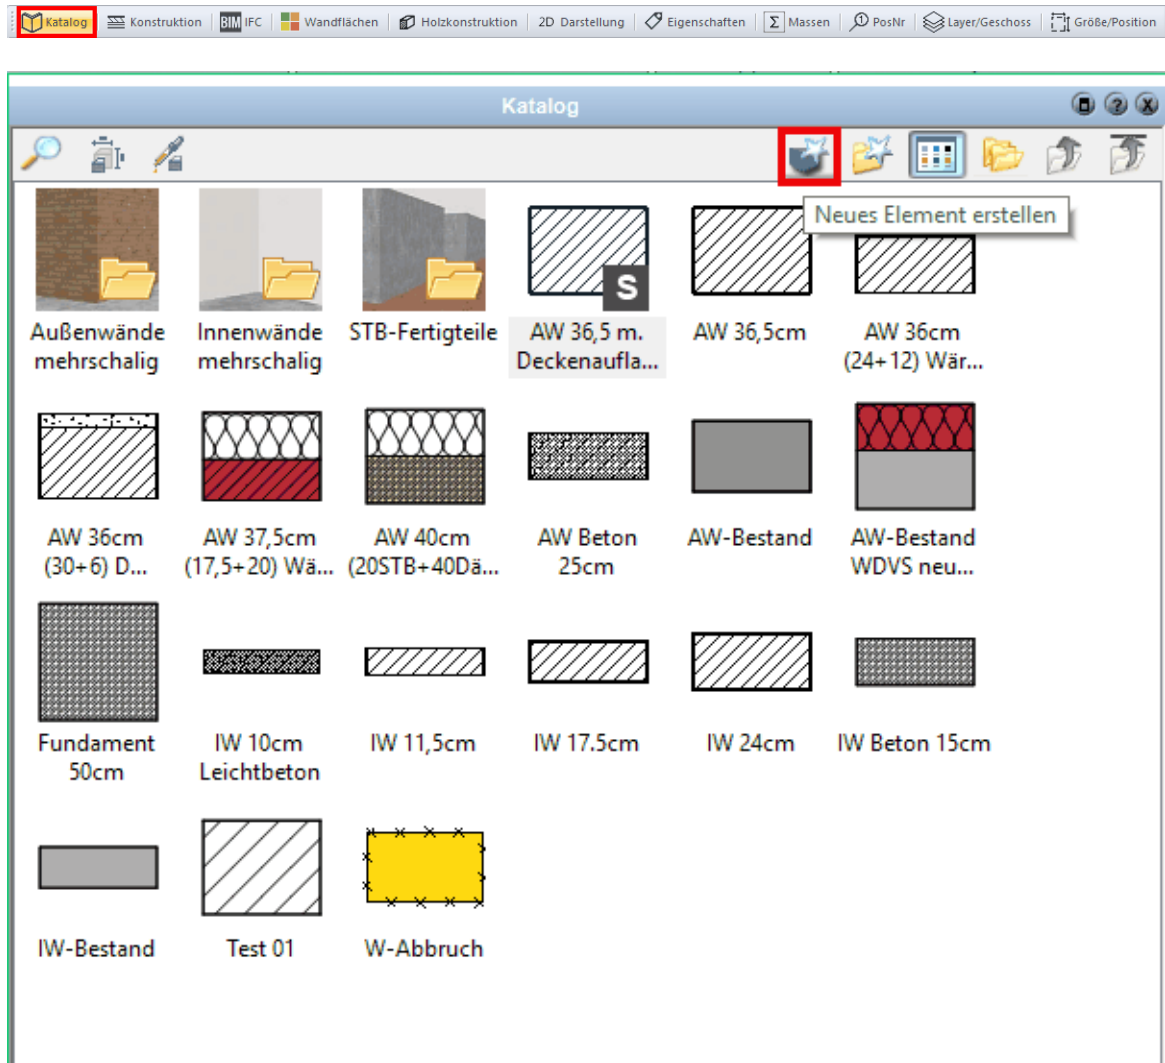 Katalog Konstruktion BIM IFC Wandflächen Holzkonstruktion 2D Darstellung Eigenschaften Σ Massen 1 PosNr Layer/Geschoss Größe/Position
Katalog
Neues Element erstellen
S
Außenwände
mehrschalig
Innenwände
mehrschalig
STB-Fertigteile
AW 36,5 m.
Deckenaufla...
AW 36,5cm
AW 36cm
(24+12) Wär...
AW 36cm
(30+6) D...
AW 37,5cm
(17,5+20) Wä...
AW 40cm
(20STB+40Dä...
AW Beton
25cm
AW-Bestand
AW-Bestand
WDVS neu...
Fundament
50cm
IW 10cm
Leichtbeton
IW 11,5cm
IW 17.5cm
IW 24cm
IW Beton 15cm
IW-Bestand
Test 01
W-Abbruch